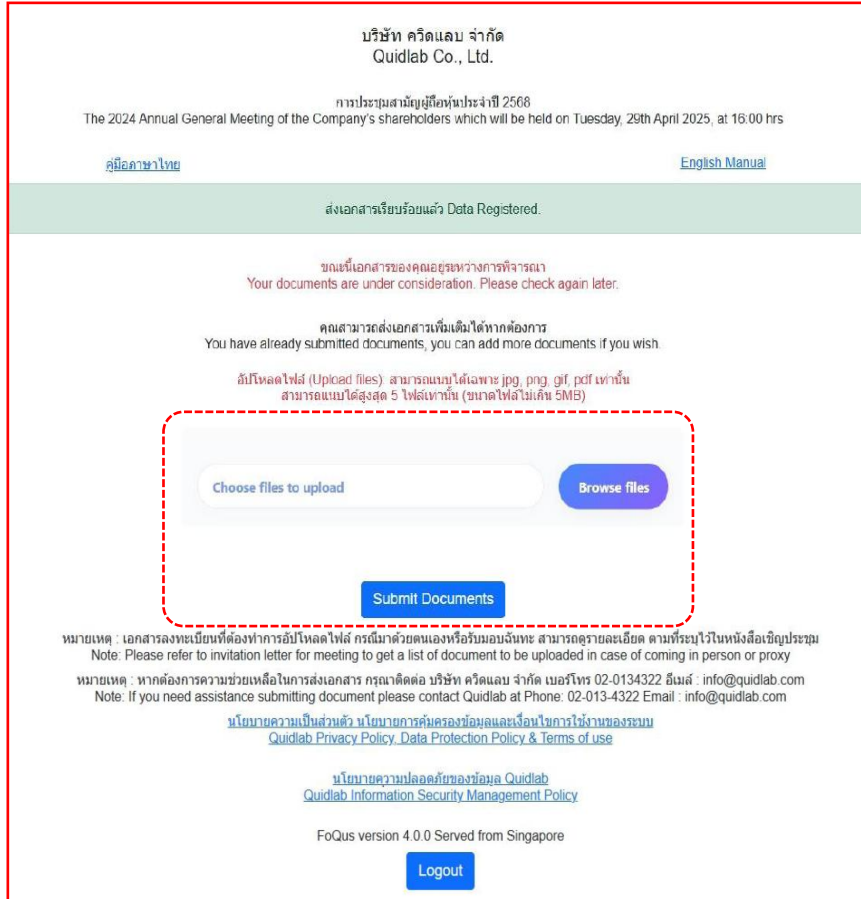 บริษัท ควิดแลบ จำกัด
Quidlab Co., Ltd.
การประชุมสามัญผู้ถือหุ้นประจำปี 2568
The 2024 Annual General Meeting of the Company's shareholders which will be held on Tuesday, 29th April 2025, at 16:00 hrs
คู่มือภาษาไทย
English Manual
ส่งเอกสารเรียบร้อยแล้ว Data Registered.
ขณะนี้เอกสารของคุณอยู่ระหว่างการพิจารณา
Your documents are under consideration. Please check again later.
คุณสามารถส่งเอกสารเพิ่มเติมได้หากต้องการ
You have already submitted documents, you can add more documents if you wish.
อัปโหลดไฟล์ (Upload files) สามารถแนบได้เฉพาะ jpg, png, gif, pdf เท่านั้น
สามารถแนบได้สูงสุด 5 ไฟล์เท่านั้น (ขนาดไฟล์ไม่เกิน 5MB)
Choose files to upload
Browse files
Submit Documents
หมายเหตุ : เอกสารลงทะเบียนที่ต้องทำการอัปโหลดไฟล์ กรณีมาด้วยตนเองหรือรับมอบฉันทะ สามารถดูรายละเอียด ตามที่ระบุไว้ในหนังสือเชิญประชุม
Note: Please refer to invitation letter for meeting to get a list of document to be uploaded in case of coming in person or proxy
หมายเหตุ : หากต้องการความช่วยเหลือในการส่งเอกสาร กรุณาติดต่อ บริษัท ควิดแลบ จำกัด เบอร์โทร 02-0134322 อีเมล์ : info@quidlab.com
Note: If you need assistance submitting document please contact Quidlab at Phone: 02-013-4322 Email : info@quidlab.com
นโยบายความเป็นส่วนตัว นโยบายการคุ้มครองข้อมูลและเงื่อนไขการใช้งานของระบบ
Quidlab Privacy Policy, Data Protection Policy & Terms of use
นโยบายความปลอดภัยของข้อมูล Quidlab
Quidlab Information Security Management Policy
FoQus version 4.0.0 Served from Singapore
Logout